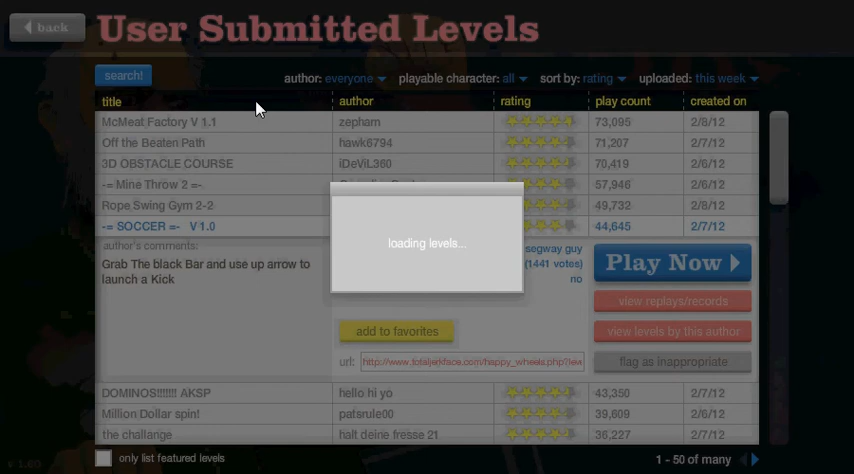 back
User Submitted Levels
search!
author: everyone playable character: all sort by: rating uploaded: this week
title author rating play count created on
McMeat Factory V 1.1 zepham 73,095 2/8/12
Off the Beaten Path hawk6794 71,207 2/7/12
3D OBSTACLE COURSE iDeViL360 70,419 2/6/12
-= Mine Throw 2 =- 57,946 2/6/12
Rope Swing Gym 2-2 49,732 2/8/12
-= SOCCER =- V 1.0 44,645 2/7/12
loading levels...
author's comments:
Grab The black Bar and use up arrow to
launch a Kick
segway guy
(1441 votes)
no
Play Now
view replays/records
add to favorites
view levels by this author
url: http://www.totaljerkface.com/happy_wheels.php?lev
flag as inappropriate
DOMINOS!!!!!!! AKSP hello hi yo 43,350 2/7/12
Million Dollar spin! patsrule00 39,609 2/6/12
the challange halt deine fresse 21 36,227 2/7/12
only list featured levels
1 - 50 of many